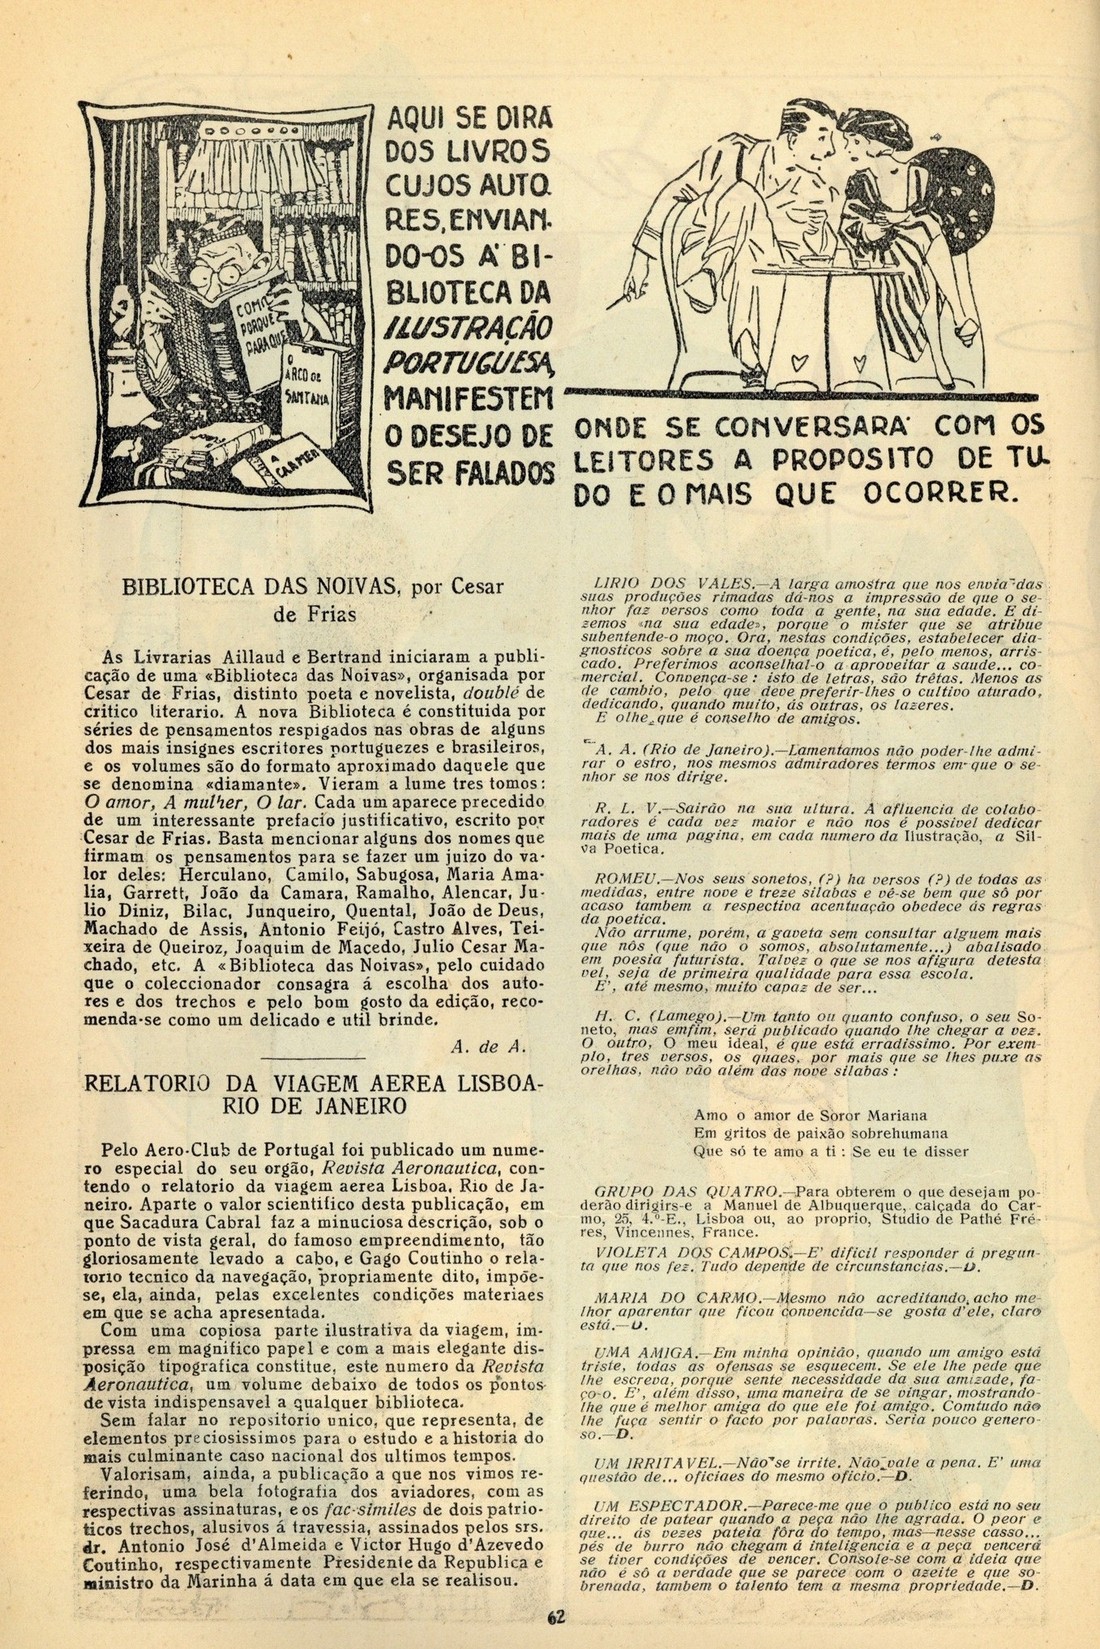 AQUI SE DIRA
DOS LIVROS
CUJOS AUTO.
RES, ENVIAN-
DO-OS A' BI-
BLIOTECA DA
ILUSTRAÇÃO
PORTUGUESA,
MANIFESTEM
O DESEJO DE
SER FALADOS
COMO,
PORQUE
PARA QUE
O
ARCO DE
SANTANA
A
CARMEN
ONDE SE CONVERSARA' COM OS
LEITORES A PROPOSITO DE TU-
DO E O MAIS QUE OCORRER.
BIBLIOTECA DAS NOIVAS, por Cesar
de Frias
As Livrarias Aillaud e Bertrand iniciaram a publi-
cação de uma «Biblioteca das Noivas», organisada por
Cesar de Frias, distinto poeta e novelista, doublé de
critico literario. A nova Biblioteca é constituida por
séries de pensamentos respigados nas obras de alguns
dos mais insignes escritores portuguezes e brasileiros,
e os volumes são do formato aproximado daquele que
se denomina «diamante». Vieram a lume tres tomos:
O amor, A mulher, O lar. Cada um aparece precedido
de um interessante prefacio justificativo, escrito por
Cesar de Frias. Basta mencionar alguns dos nomes que
firmam os pensamentos para se fazer um juizo do va-
lor deles: Herculano, Camilo, Sabugosa, Maria Ama-
lia, Garrett, João da Camara, Ramalho, Alencar, Ju-
lio Diniz, Bilac, Junqueiro, Quental, João de Deus,
Machado de Assis, Antonio Feijó, Castro Alves, Tei-
xeira de Queiroz, Joaquim de Macedo, Julio Cesar Ma-
chado, etc. A «Biblioteca das Noivas», pelo cuidado
que o coleccionador consagra á escolha dos auto-
res e dos trechos e pelo bom gosto da edição, reco-
menda-se como um delicado e util brinde.
A. de A.
RELATORIO DA VIAGEM AEREA LISBOA-
RIO DE JANEIRO
Pelo Aero-Club de Portugal foi publicado um nume-
ro especial do seu orgão, Revista Aeronautica, con-
tendo o relatorio da viagem aerea Lisboa, Rio de Ja-
neiro. Aparte o valor scientifico desta publicação, em
que Sacadura Cabral faz a minuciosa descrição, sob o
ponto de vista geral, do famoso empreendimento, tão
gloriosamente levado a cabo, e Gago Coutinho o rela-
torio tecnico da navegação, propriamente dito, impõe-
se, ela, ainda, pelas excelentes condições materiaes
em que se acha apresentada.
Com uma copiosa parte ilustrativa da viagem, im-
pressa em magnifico papel e com a mais elegante dis-
posição tipografica constitue, este numero da Revista
Aeronautica, um volume debaixo de todos os pontos
de vista indispensavel a qualquer biblioteca.
Sem falar no repositorio unico, que representa, de
elementos preciosissimos para o estudo e a historia do
mais culminante caso nacional dos ultimos tempos.
Valorisam, ainda, a publicação a que nos vimos re-
ferindo, uma bela fotografia dos aviadores, com as
respectivas assinaturas, e os fac-similes de dois patrio-
ticos trechos, alusivos á travessia, assinados pelos srs.
dr. Antonio José d'Almeida e Victor Hugo d'Azevedo
Coutinho, respectivamente Presidente da Republica e
ministro da Marinha á data em que ela se realisou.
LIRIO DOS VALES.—A larga amostra que nos envia das
suas produções rimadas dá-nos a impressão de que o se-
nhor faz versos como toda a gente, na sua edade. E di-
zemos «na sua edade», porque o mister que se atribue
subentende-o moço. Ora, nestas condições, estabelecer dia-
gnosticos sobre a sua doença poetica, é, pelo menos, arris-
cado. Preferimos aconselhal-o a aproveitar a saude... co-
mercial. Convença-se: isto de letras, são trêtas. Menos as
de cambio, pelo que deve preferir-lhes o cultivo aturado,
dedicando, quando muito, ás outras, os lazeres.
E olhe que é conselho de amigos.
A. A. (Rio de Janeiro).—Lamentamos não poder-lhe admi-
rar o estro, nos mesmos admiradores termos em que o se-
nhor se nos dirige.
R. L. V.—Sairão na sua ultura. A afluencia de colabo-
radores é cada vez maior e não nos é possivel dedicar
mais de uma pagina, em cada numero da Ilustração, a Sil-
va Poetica.
ROMEU.—Nos seus sonetos, (?) ha versos (?) de todas as
medidas, entre nove e treze silabas e vê-se bem que só por
acaso tambem a respectiva acentuação obedece ás regras
da poetica.
Não arrume, porém, a gaveta sem consultar alguem mais
que nós (que não o somos, absolutamente...) abalisado
em poesia futurista. Talvez o que se nos afigura detesta
vel, seja de primeira qualidade para essa escola.
E', até mesmo, muito capaz de ser...
H. C. (Lamego).—Um tanto ou quanto confuso, o seu So-
neto, mas emfim, será publicado quando lhe chegar a vez.
O outro, O meu ideal, é que está erradissimo. Por exem-
plo, tres versos, os quaes, por mais que se lhes puxe as
orelhas, não vão além das nove silabas:
Amo o amor de Soror Mariana
Em gritos de paixão sobrehumana
Que só te amo a ti: Se eu te disser
GRUPO DAS QUATRO.—Para obterem o que desejam po-
derão dirigirs-e a Manuel de Albuquerque, calçada do Car-
mo, 25, 4.º-E., Lisboa ou, ao proprio, Studio de Pathé Fré-
res, Vincennes, France.
VIOLETA DOS CAMPOS.—E' dificil responder á pregun-
ta que nos fez. Tudo depende de circunstancias.—D.
MARIA DO CARMO.—Mesmo não acreditando, acho me-
lhor aparentar que ficou convencida—se gosta d'ele, claro
está.—D.
UMA AMIGA.—Em minha opinião, quando um amigo está
triste, todas as ofensas se esquecem. Se ele lhe pede que
lhe escreva, porque sente necessidade da sua amizade, fa-
ço-o. E', além disso, uma maneira de se vingar, mostrando-
lhe que é melhor amiga do que ele foi amigo. Comtudo não
lhe faça sentir o facto por palavras. Seria pouco genero-
so.—D.
UM IRRITAVEL.—Não se irrite. Não vale a pena. E' uma
questão de... oficiaes do mesmo oficio.—D.
UM ESPECTADOR.—Parece-me que o publico está no seu
direito de patear quando a peça não lhe agrada. O peor e
que... ás vezes pateia fôra do tempo, mas—nesse casso...
pés de burro não chegam á inteligencia e a peça vencerá
se tiver condições de vencer. Console-se com a ideia que
não é só a verdade que se parece com o azeite e que so-
brenada, tambem o talento tem a mesma propriedade.—D.
62